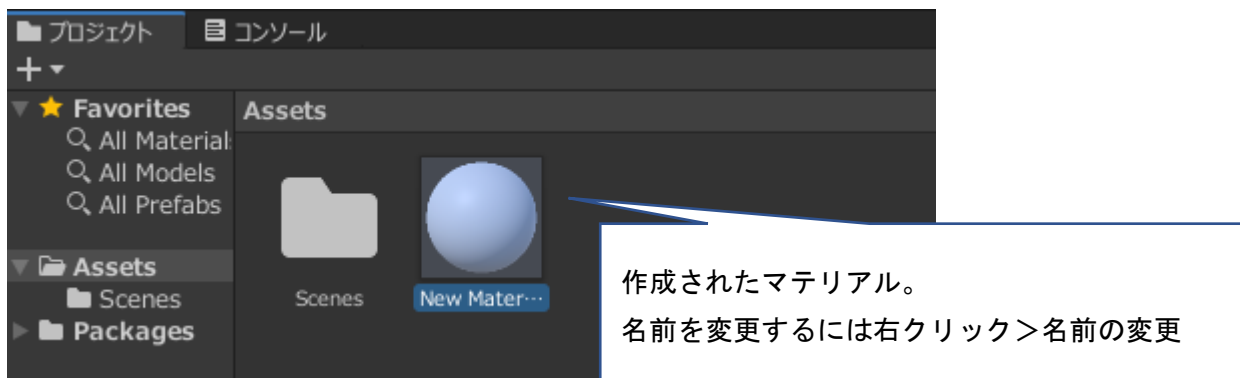 プロジェクト コンソール
Favorites
All Material
All Models
All Prefabs
Assets
Scenes
Packages
Assets
Scenes New Mater…
作成されたマテリアル。
名前を変更するには右クリック＞名前の変更